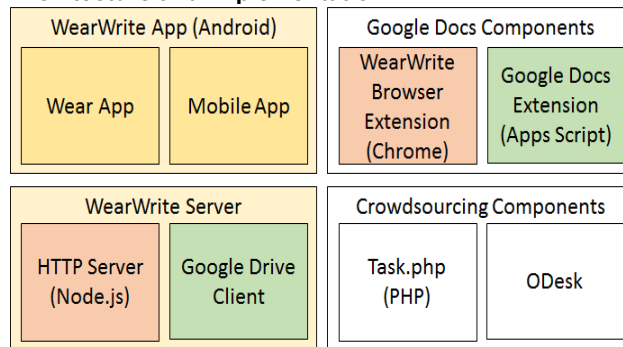 WearWrite App (Android)
Wear App
Mobile App
Google Docs Components
WearWrite
Browser
Extension
(Chrome)
Google Docs
Extension
(Apps Script)
WearWrite Server
HTTP Server
(Node.js)
Google Drive
Client
Crowdsourcing Components
Task.php
(PHP)
ODesk